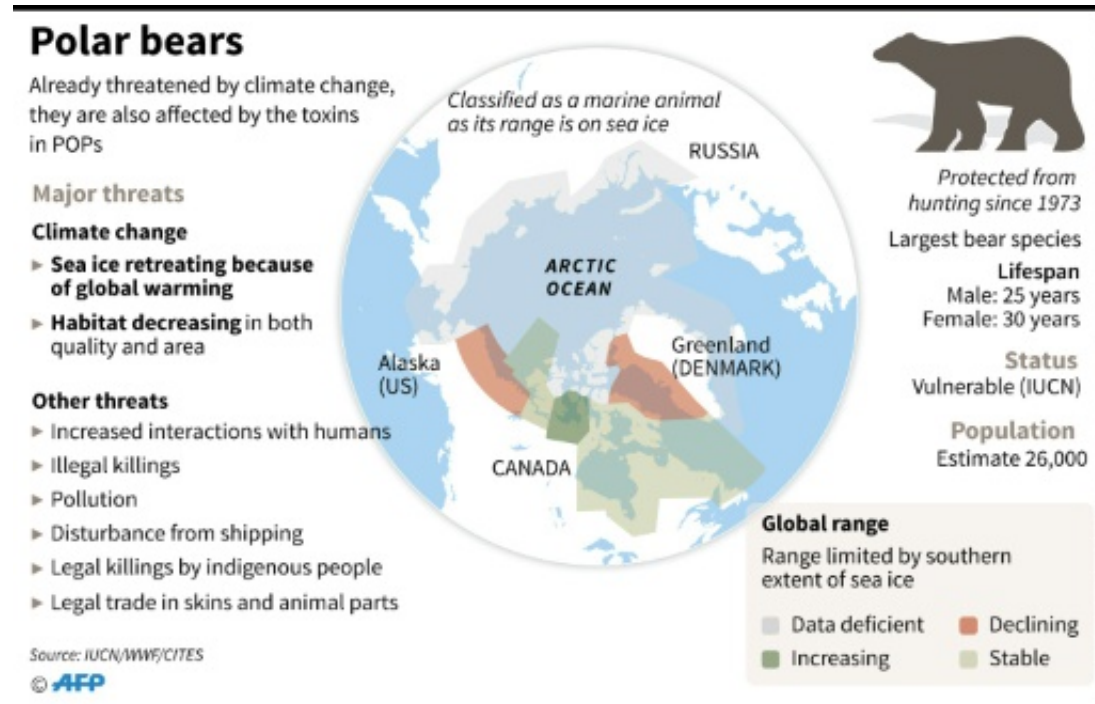 Polar bears
Already threatened by climate change,
they are also affected by the toxins
in POPs
Major threats
Climate change
▸ Sea ice retreating because
of global warming
▸ Habitat decreasing in both
quality and area
Other threats
▸ Increased interactions with humans
▸ Illegal killings
▸ Pollution
▸ Disturbance from shipping
▸ Legal killings by indigenous people
▸ Legal trade in skins and animal parts
Source: IUCN/WWF/CITES
© AFP
Classified as a marine animal
as its range is on sea ice
RUSSIA
ARCTIC
OCEAN
Alaska
(US)
Greenland
(DENMARK)
CANADA
Protected from
hunting since 1973
Largest bear species
Lifespan
Male: 25 years
Female: 30 years
Status
Vulnerable (IUCN)
Population
Estimate 26,000
Global range
Range limited by southern
extent of sea ice
Data deficient
Declining
Increasing
Stable